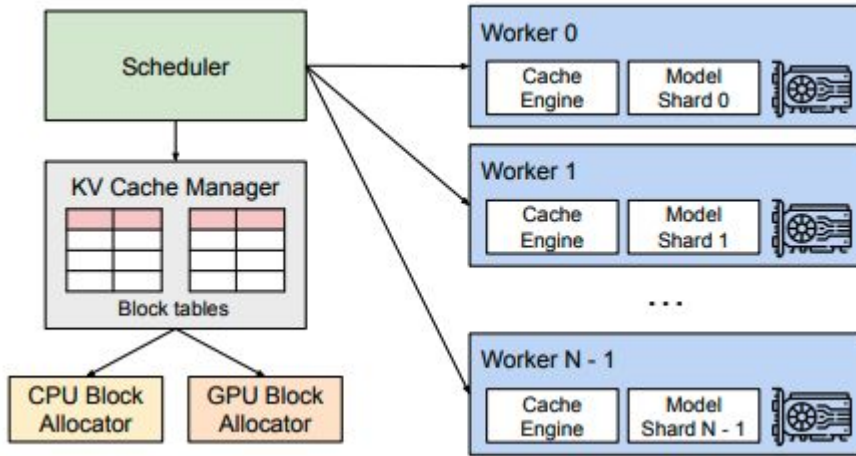 Scheduler
KV Cache Manager
Block tables
CPU Block
Allocator
GPU Block
Allocator
Worker 0
Cache
Engine
Model
Shard 0
Worker 1
Cache
Engine
Model
Shard 1
...
Worker N - 1
Cache
Engine
Model
Shard N - 1